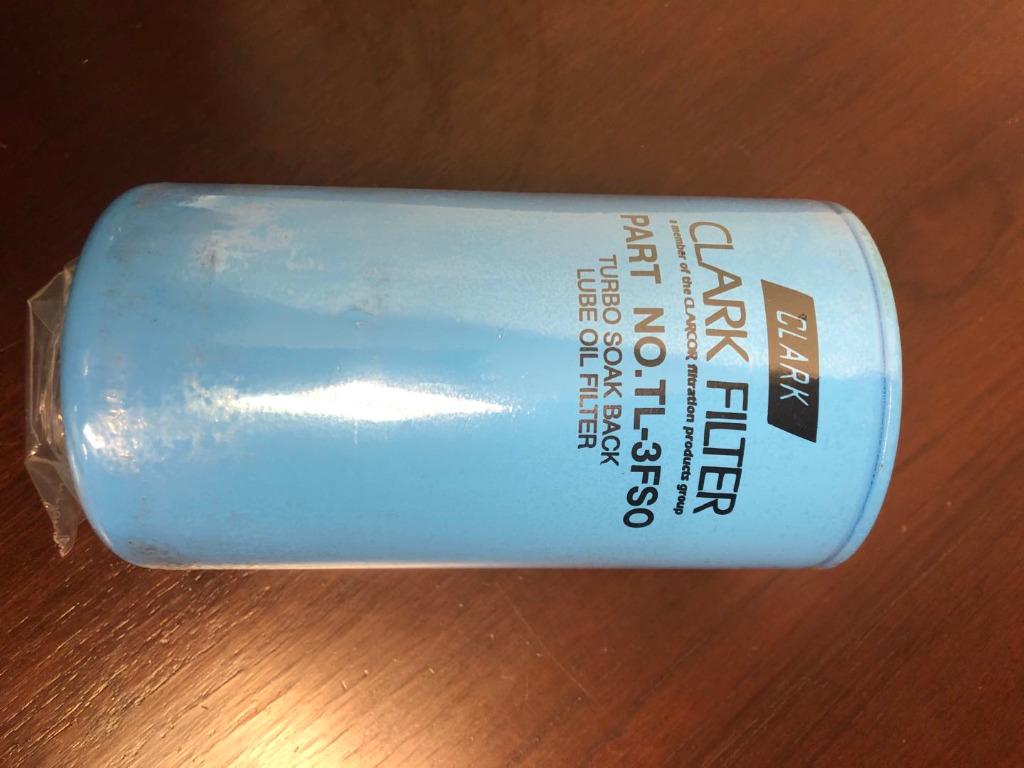 CLARK
CLARK FILTER
a member of the CLARCOR filtration products group
PART NO.TL-3FSO
TURBO SOAK BACK
LUBE OIL FILTER